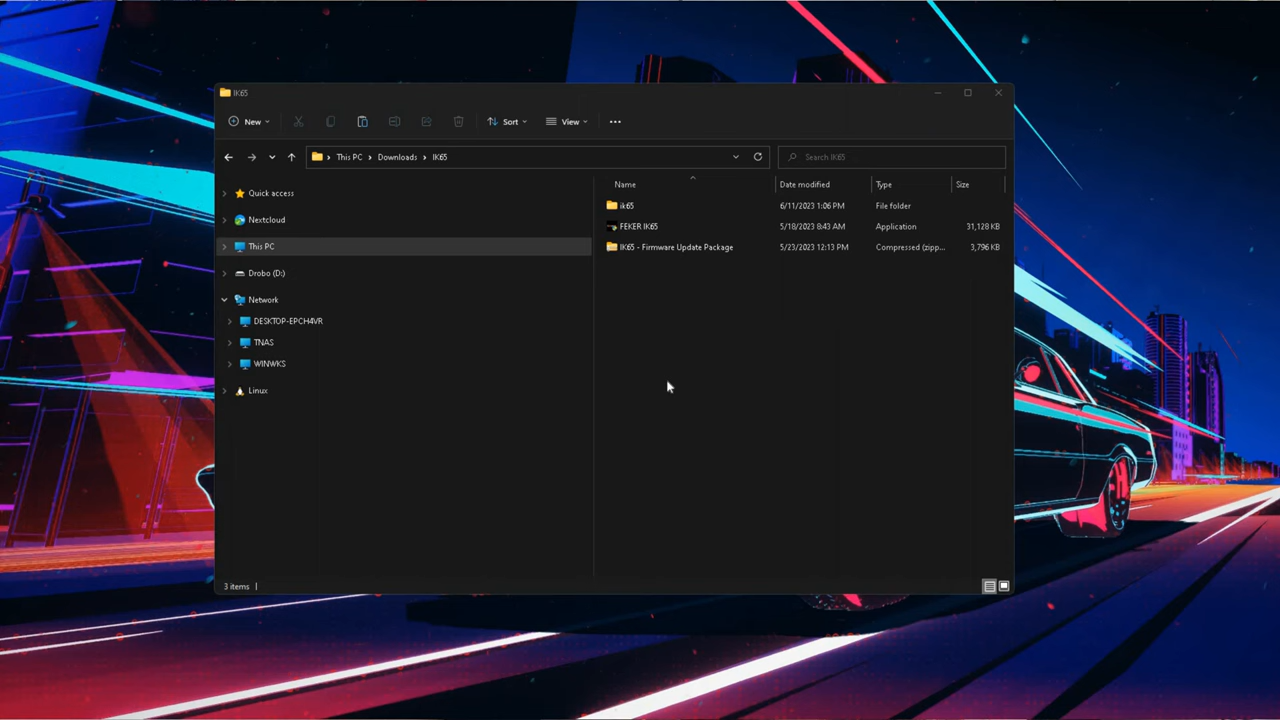 IK65
New
Sort
View
This PC
Downloads
IK65
Search IK65
Quick access
Nextcloud
This PC
Drobo (D:)
Network
DESKTOP-EPCH4VR
TNAS
WINWKS
Linux
Name Date modified Type Size
ik65 6/11/2023 1:06 PM File folder
FEKER IK65 5/18/2023 8:43 AM Application 31,128 KB
IK65 - Firmware Update Package 5/23/2023 12:13 PM Compressed (zipp... 3,796 KB
3 items